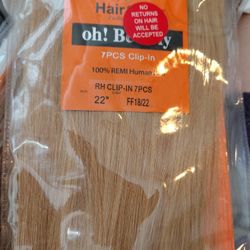 Hair
NO
RETURNS
ON HAIR
WILL BE
ACCEPTED
oh!
7PCS Clip-In
100% REMI Human
RH CLIP-IN 7PCS
22" FF18/22